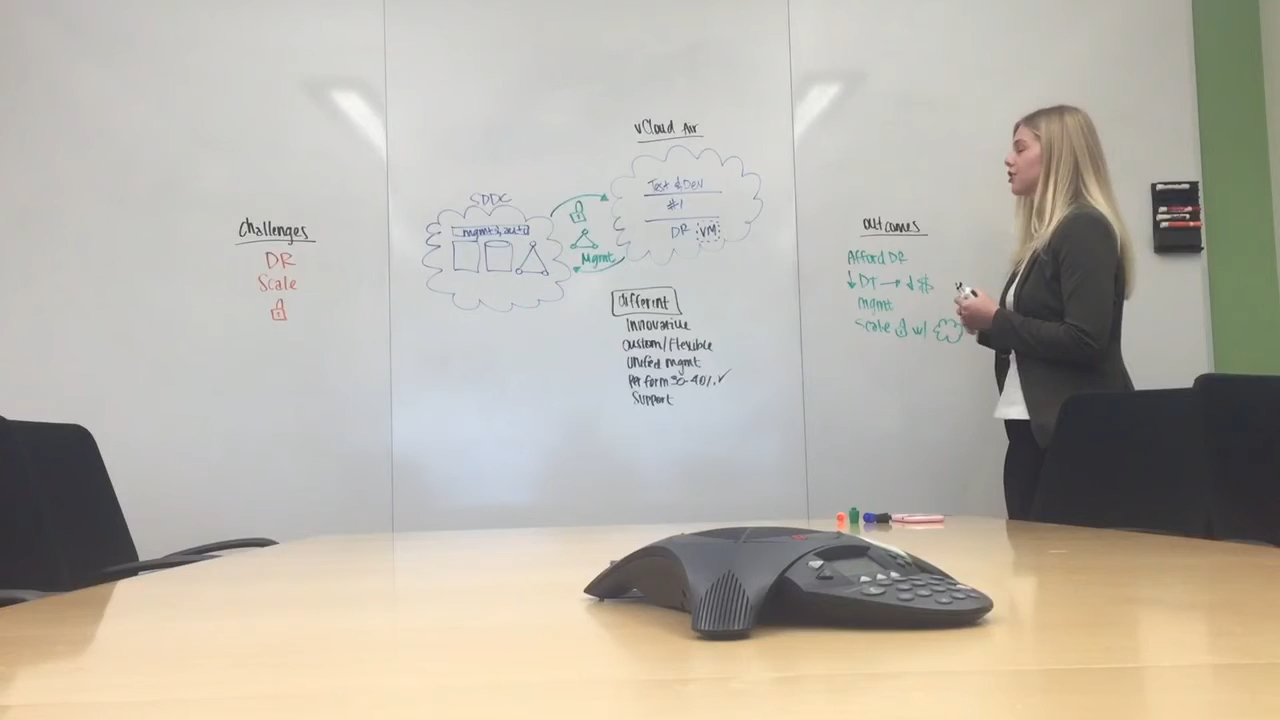 Challenges
DR
Scale
SDDC
mgmt & auto
vCloud Air
Test & Dev
#1
DR VM
Mgmt
different
Innovative
Custom/Flexible
Unified mgmt
Perform 30-40% ✓
Support
Outcomes
Afford DR
↓DT → ↓$
mgmt
Scale w/